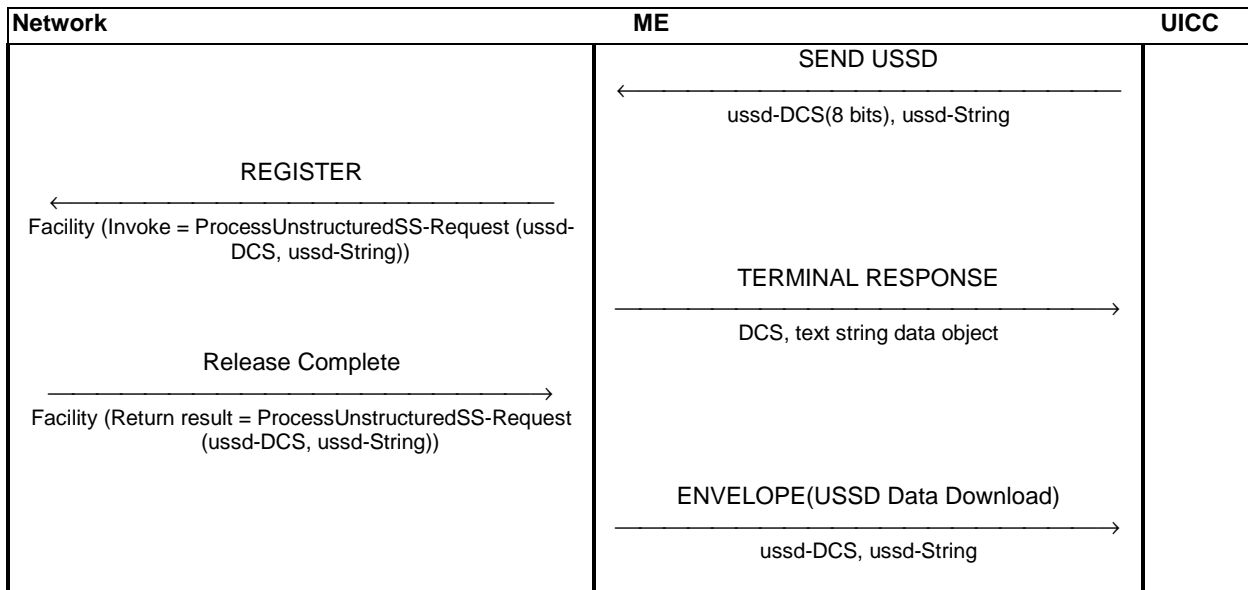 Network ME UICC
SEND USSD
ussd-DCS(8 bits), ussd-String
REGISTER
Facility (Invoke = ProcessUnstructuredSS-Request (ussd-
DCS, ussd-String))
TERMINAL RESPONSE
DCS, text string data object
Release Complete
Facility (Return result = ProcessUnstructuredSS-Request
(ussd-DCS, ussd-String))
ENVELOPE(USSD Data Download)
ussd-DCS, ussd-String